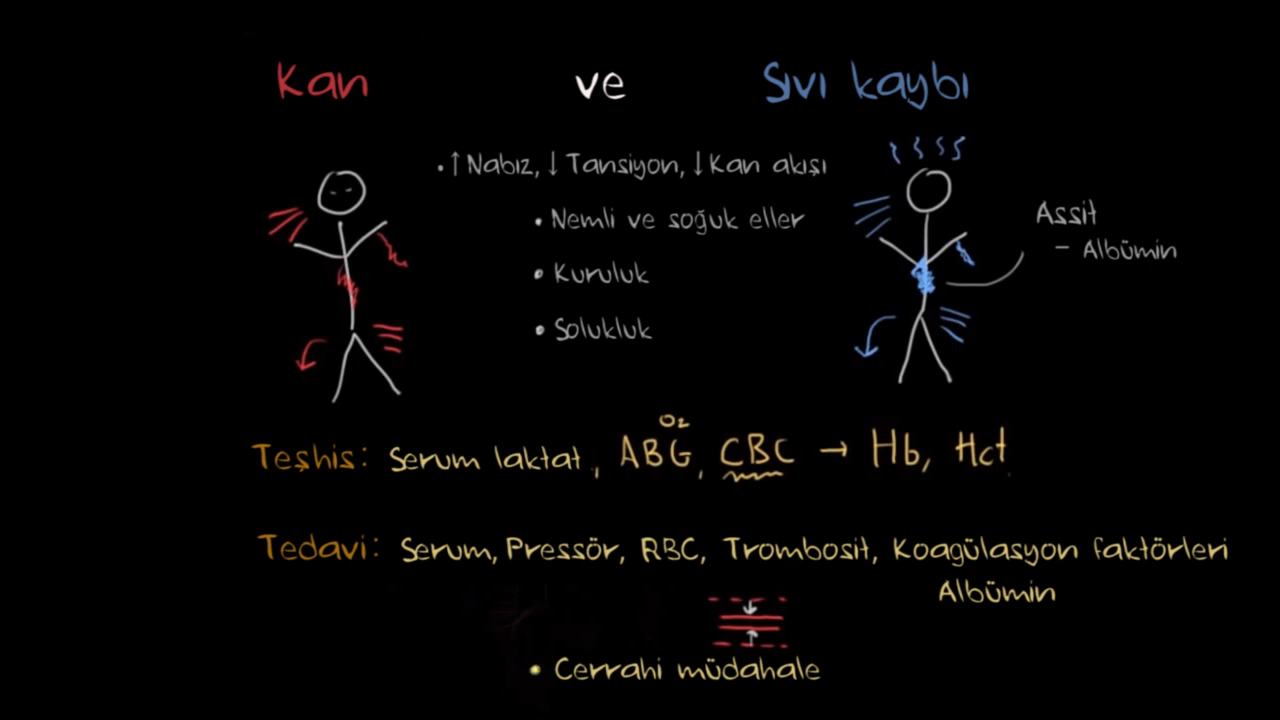 Kan ve Sıvı kaybı
• ↑ Nabız, ↓ Tansiyon, ↓ Kan akışı
• Nemli ve soğuk eller
• Kuruluk
• Solukluk
Assit
- Albümin
O2
Teşhis: Serum laktat, ABG, CBC → Hb, Hct
Tedavi: Serum, Pressör, RBC, Trombosit, Koagülasyon faktörleri
Albümin
• Cerrahi müdahale